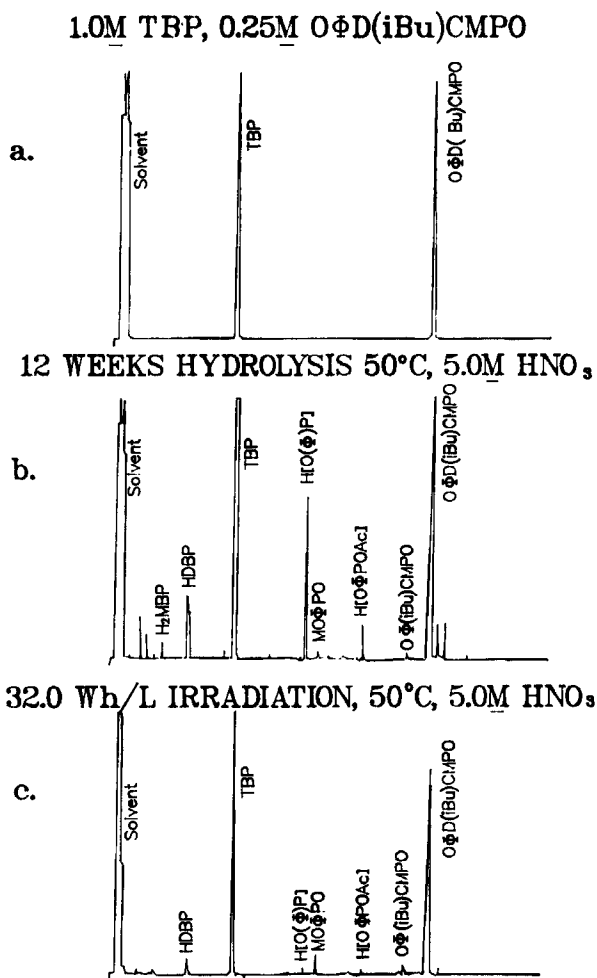 1.0M TBP, 0.25M OΦD(iBu)CMPO
a.
Solvent
TBP
OΦD( Bu)CMPO
12 WEEKS HYDROLYSIS 50°C, 5.0M HNO₃
b.
Solvent
H₂MBP
HDBP
TBP
H[O(Φ)P]
MOΦPO
H[OΦPOAc]
OΦ(iBu)CMPO
OΦD(iBu)CMPO
32.0 Wh/L IRRADIATION, 50°C, 5.0M HNO₃
c.
Solvent
HDBP
TBP
H[O(Φ)P]
MOΦPO
H[OΦPOAc]
OΦ(iBu)CMPO
OΦD(iBu)CMPO